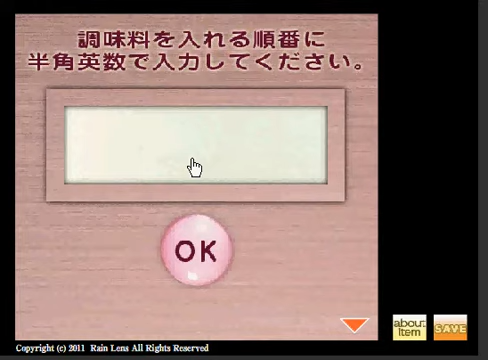 調味料を入れる順番に
半角英数で入力してください。
OK
about
item
SAVE
Copyright (c) 2011 Rain Lens All Rights Reserved